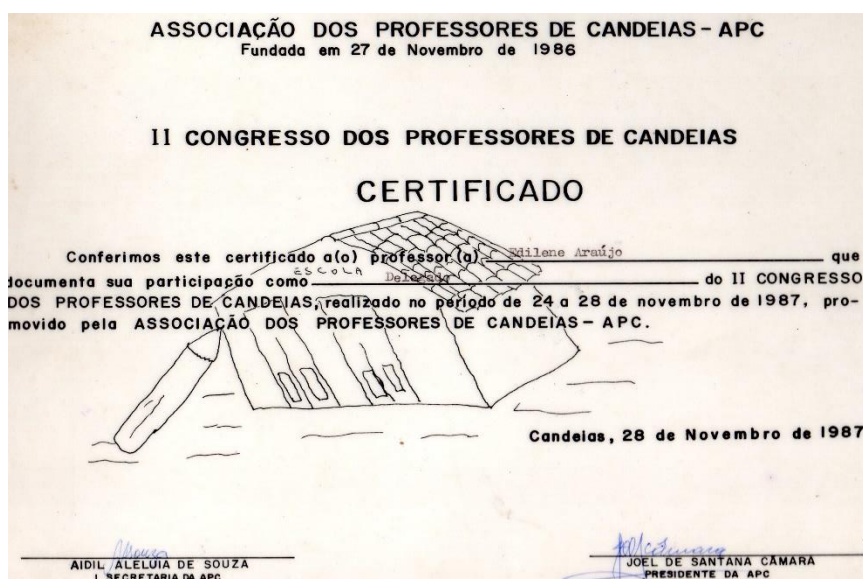 ASSOCIAÇÃO DOS PROFESSORES DE CANDEIAS - APC
Fundada em 27 de Novembro de 1986
II CONGRESSO DOS PROFESSORES DE CANDEIAS
CERTIFICADO
Conferimos este certificado a(o) professor(a) Edilene Araújo que
ESCOLA
documenta sua participação como Delegado do II CONGRESSO
DOS PROFESSORES DE CANDEIAS, realizado no período de 24 a 28 de novembro de 1987, pro-
movido pela ASSOCIAÇÃO DOS PROFESSORES DE CANDEIAS - APC.
Candeias, 28 de Novembro de 1987
AIDIL ALELUIA DE SOUZA
JOEL DE SANTANA CÂMARA
I. SECRETARIA DA APC
PRESIDENTE DA APC